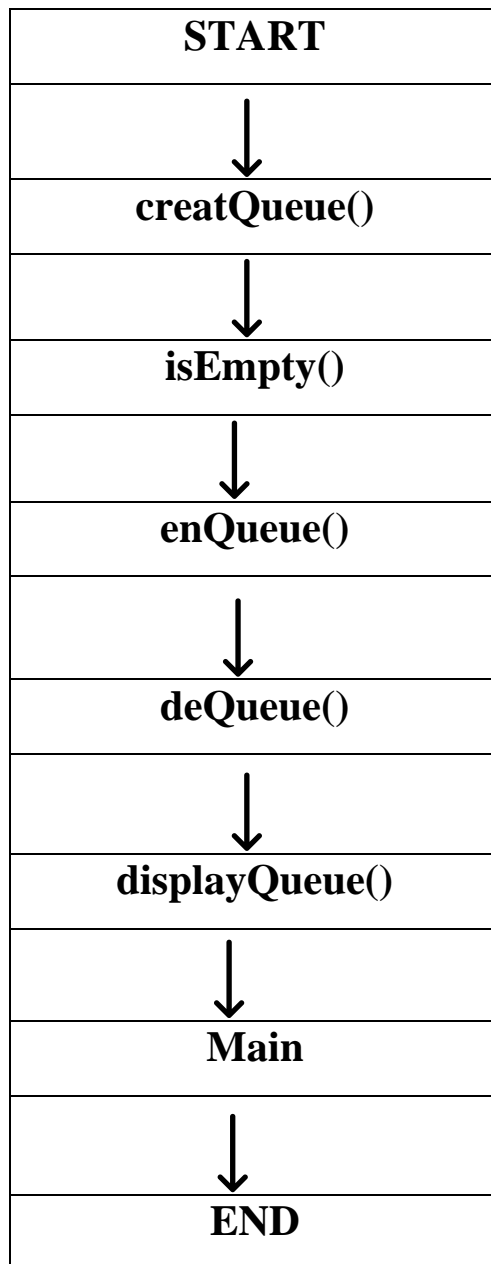 START
creatQueue()
isEmpty()
enQueue()
deQueue()
displayQueue()
Main
END